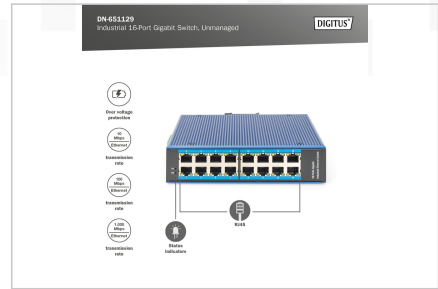 DN-651129
Industrial 16-Port Gigabit Switch, Unmanaged
DIGITUS®
Over voltage
protection
10
Mbps
Ethernet
transmission
rate
100
Mbps
Ethernet
transmission
rate
1.000
Mbps
Ethernet
transmission
rate
Status
Indicators
RJ45